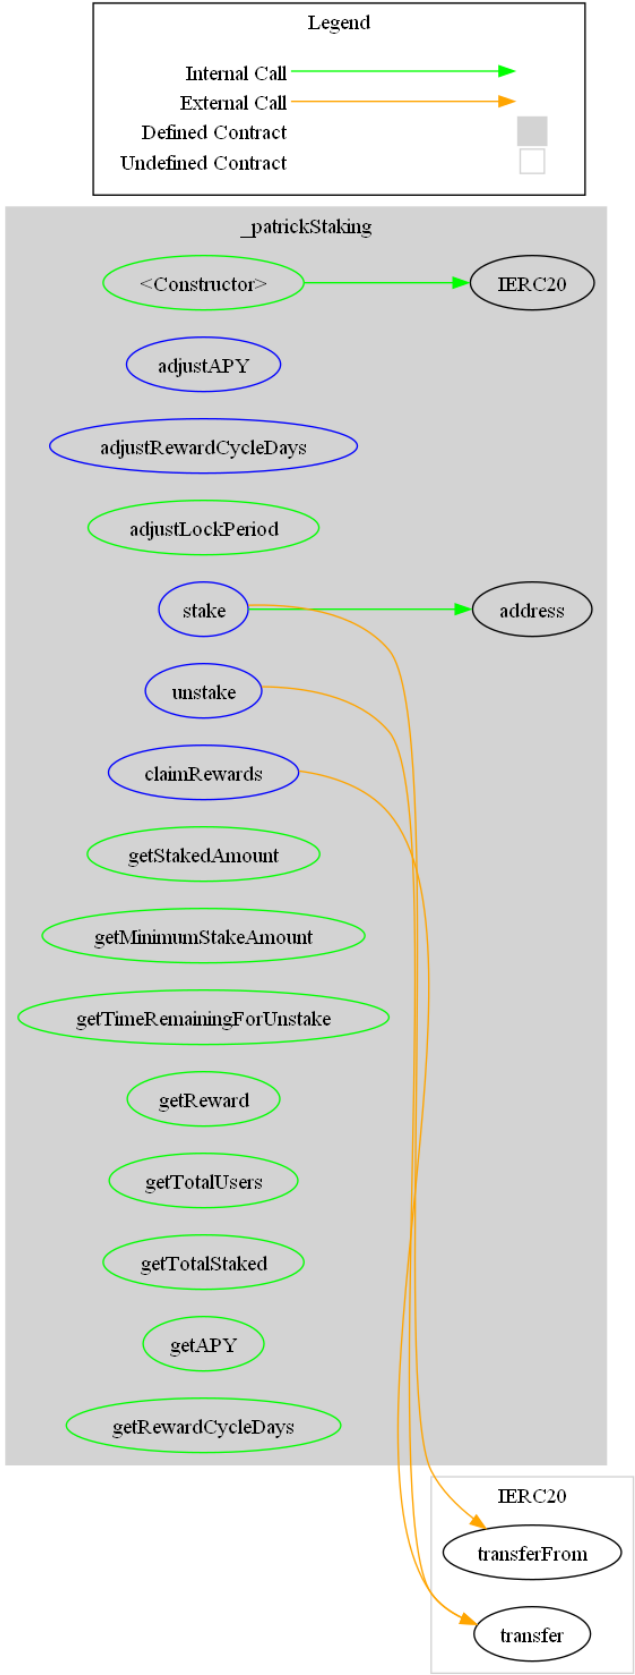 Legend
Internal Call
External Call
Defined Contract
Undefined Contract
_patrickStaking
<Constructor>
IERC20
adjustAPY
adjustRewardCycleDays
adjustLockPeriod
stake
address
unstake
claimRewards
getStakedAmount
getMinimumStakeAmount
getTimeRemainingForUnstake
getReward
getTotalUsers
getTotalStaked
getAPY
getRewardCycleDays
IERC20
transferFrom
transfer